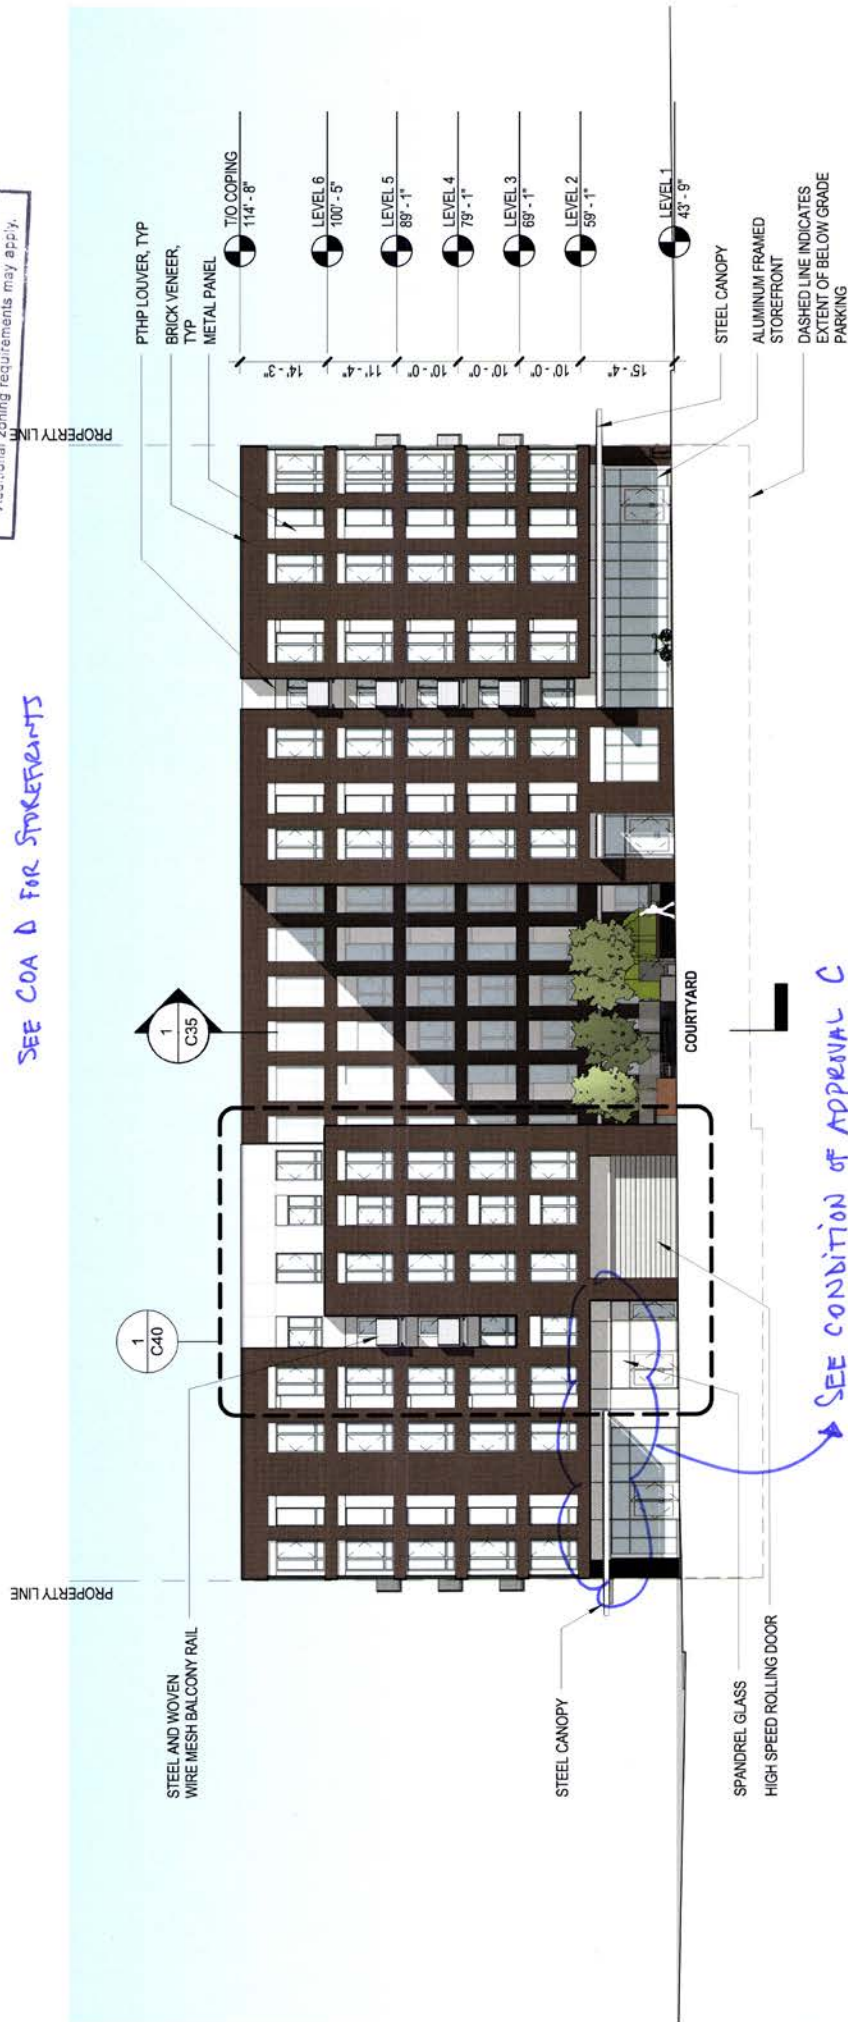 Additional zoning requirements may apply.
SEE COA D FOR STOREFRONTS
PROPERTY LINE
PROPERTY LINE
1
C40
1
C35
STEEL AND WOVEN
WIRE MESH BALCONY RAIL
PTHP LOUVER, TYP
BRICK VENEER,
TYP
METAL PANEL
T/O COPING
114' - 8"
14' - 3"
LEVEL 6
100' - 5"
11' - 4"
LEVEL 5
89' - 1"
10' - 0"
LEVEL 4
79' - 1"
10' - 0"
LEVEL 3
69' - 1"
10' - 0"
LEVEL 2
59' - 1"
15' - 4"
LEVEL 1
43' - 9"
STEEL CANOPY
SPANDREL GLASS
HIGH SPEED ROLLING DOOR
COURTYARD
STEEL CANOPY
ALUMINUM FRAMED
STOREFRONT
DASHED LINE INDICATES
EXTENT OF BELOW GRADE
PARKING
SEE CONDITION OF APPROVAL C